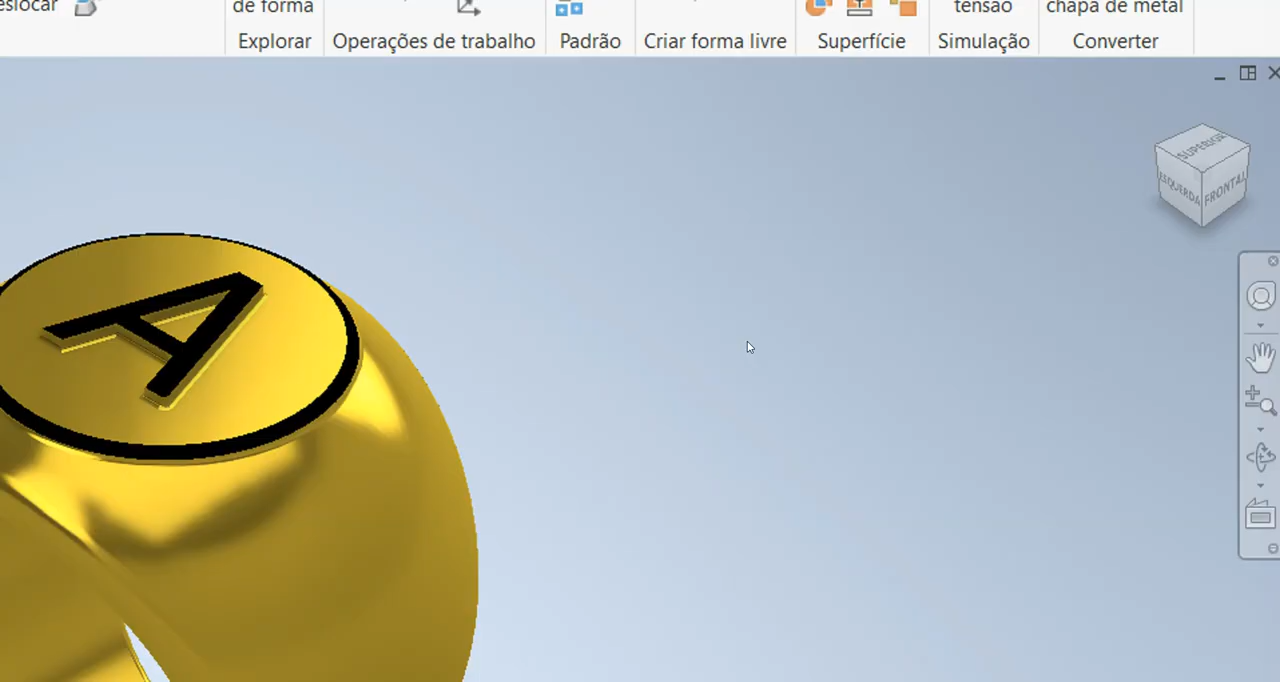 eslocar
de forma
tensão
chapa de metal
Explorar
Operações de trabalho
Padrão
Criar forma livre
Superfície
Simulação
Converter
SUPERIOR
ESQUERDA
FRONTAL
A